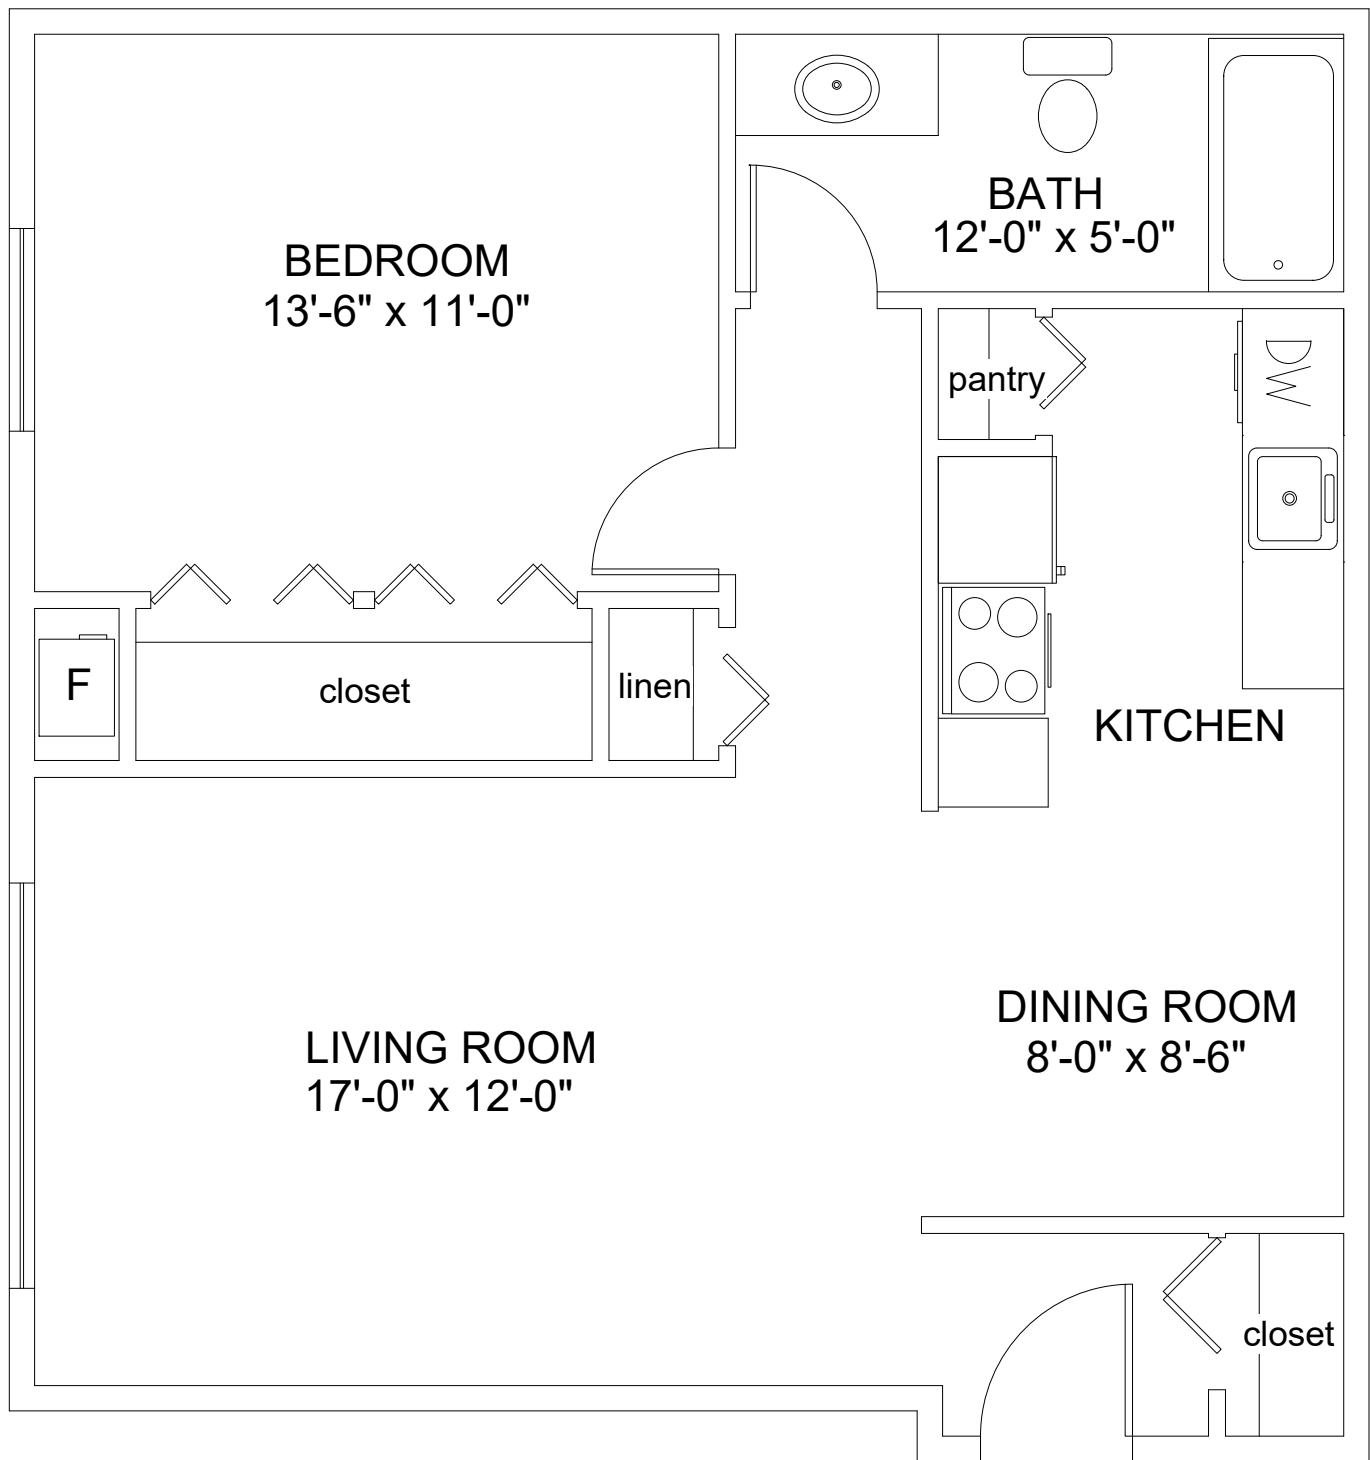 BATH
12'-0" x 5'-0"
BEDROOM
13'-6" x 11'-0"
pantry
DW
F
closet
linen
KITCHEN
LIVING ROOM
17'-0" x 12'-0"
DINING ROOM
8'-0" x 8'-6"
closet